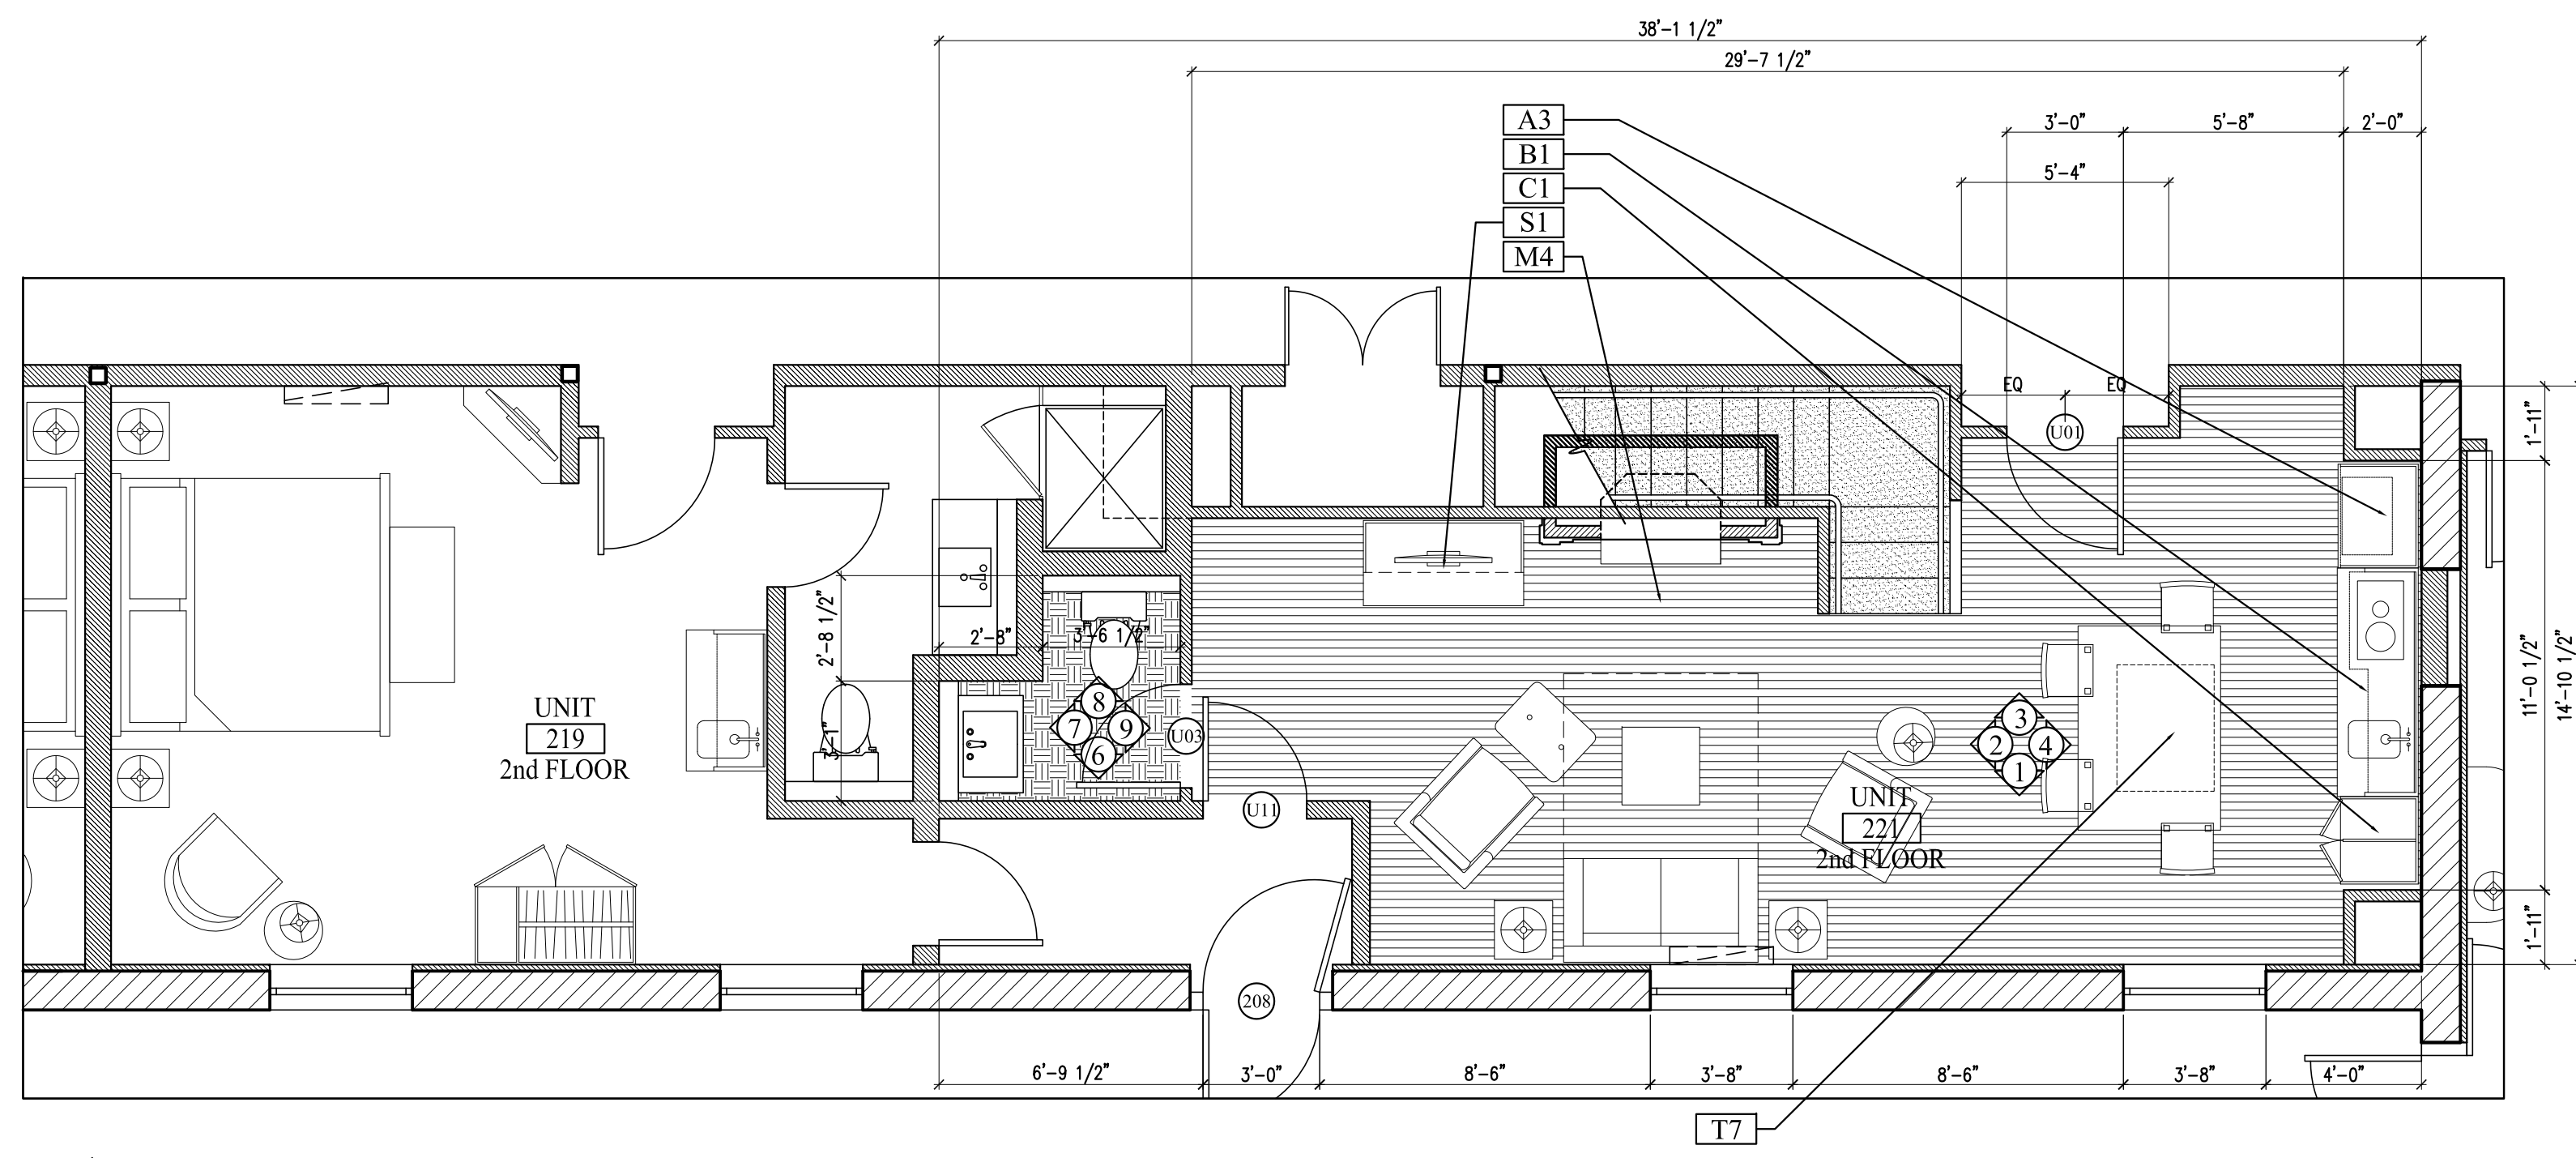 38'-1 1/2"
29'-7 1/2"
A3
B1
C1
S1
M4
3'-0" 5'-8" 2'-0"
5'-4"
EQ EQ
U01
1'-11"
2'-8 1/2"
2'-8" 3'-6 1/2"
3'-1"
8
7 9
6
U03
U11
UNIT
219
2nd FLOOR
3
2 4
1
UNIT
221
2nd FLOOR
11'-0 1/2"
14'-10 1/2"
1'-11"
208
6'-9 1/2" 3'-0" 8'-6" 3'-8" 8'-6" 3'-8" 4'-0"
T7